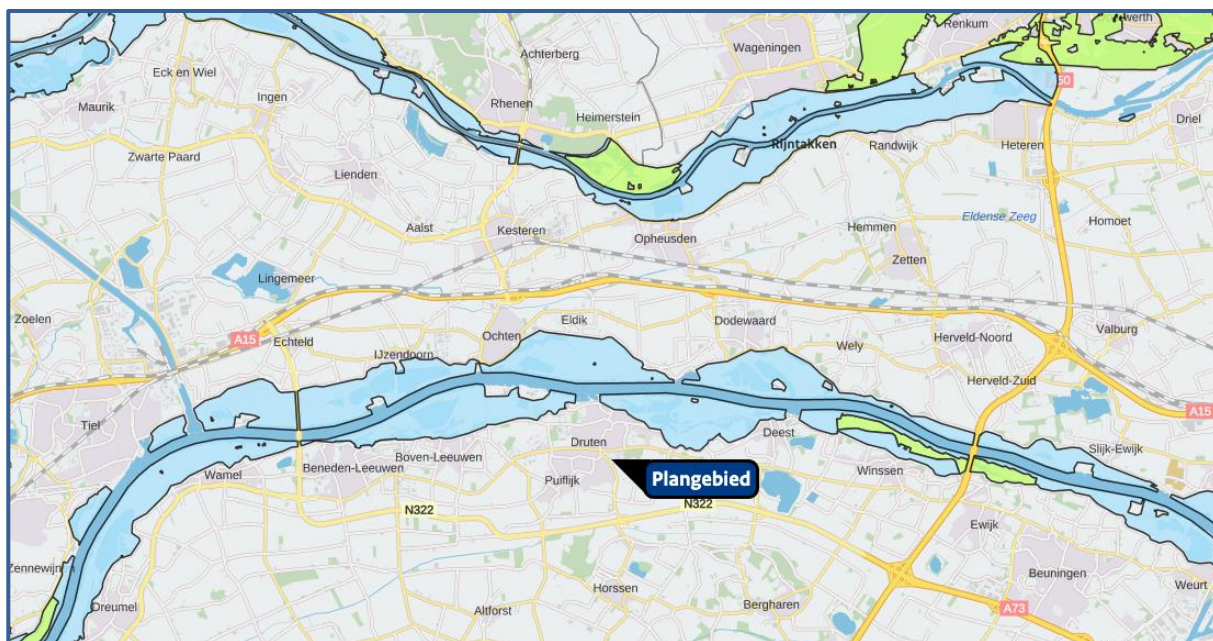 Renkum
werth
Achterberg
Wageningen
Eck en Wiel
Ingen
Rhenen
Maurik
Heimerstein
Driel
Rijntakken
Randwijk
Heteren
Zwarte Paard
Lienden
Eldense Zeeg
Homoet
Aalst
Kesteren
Opheusden
Hemmen
Zetten
Lingemeer
Zoelen
Eldik
Dodewaard
Valburg
A15
Echteld
IJzendoorn
Ochten
Wely
Herveld-Noord
Herveld-Zuid
A15
Tiel
Druten
Deest
Slijk-Ewijk
Wamel
Beneden-Leeuwen
Boven-Leeuwen
Puiflijk
Plangebied
Winssen
N322
N322
Ewijk
Zennewijn
Beuningen
Horssen
Weurt
Dreumel
Altforst
Bergharen
A73